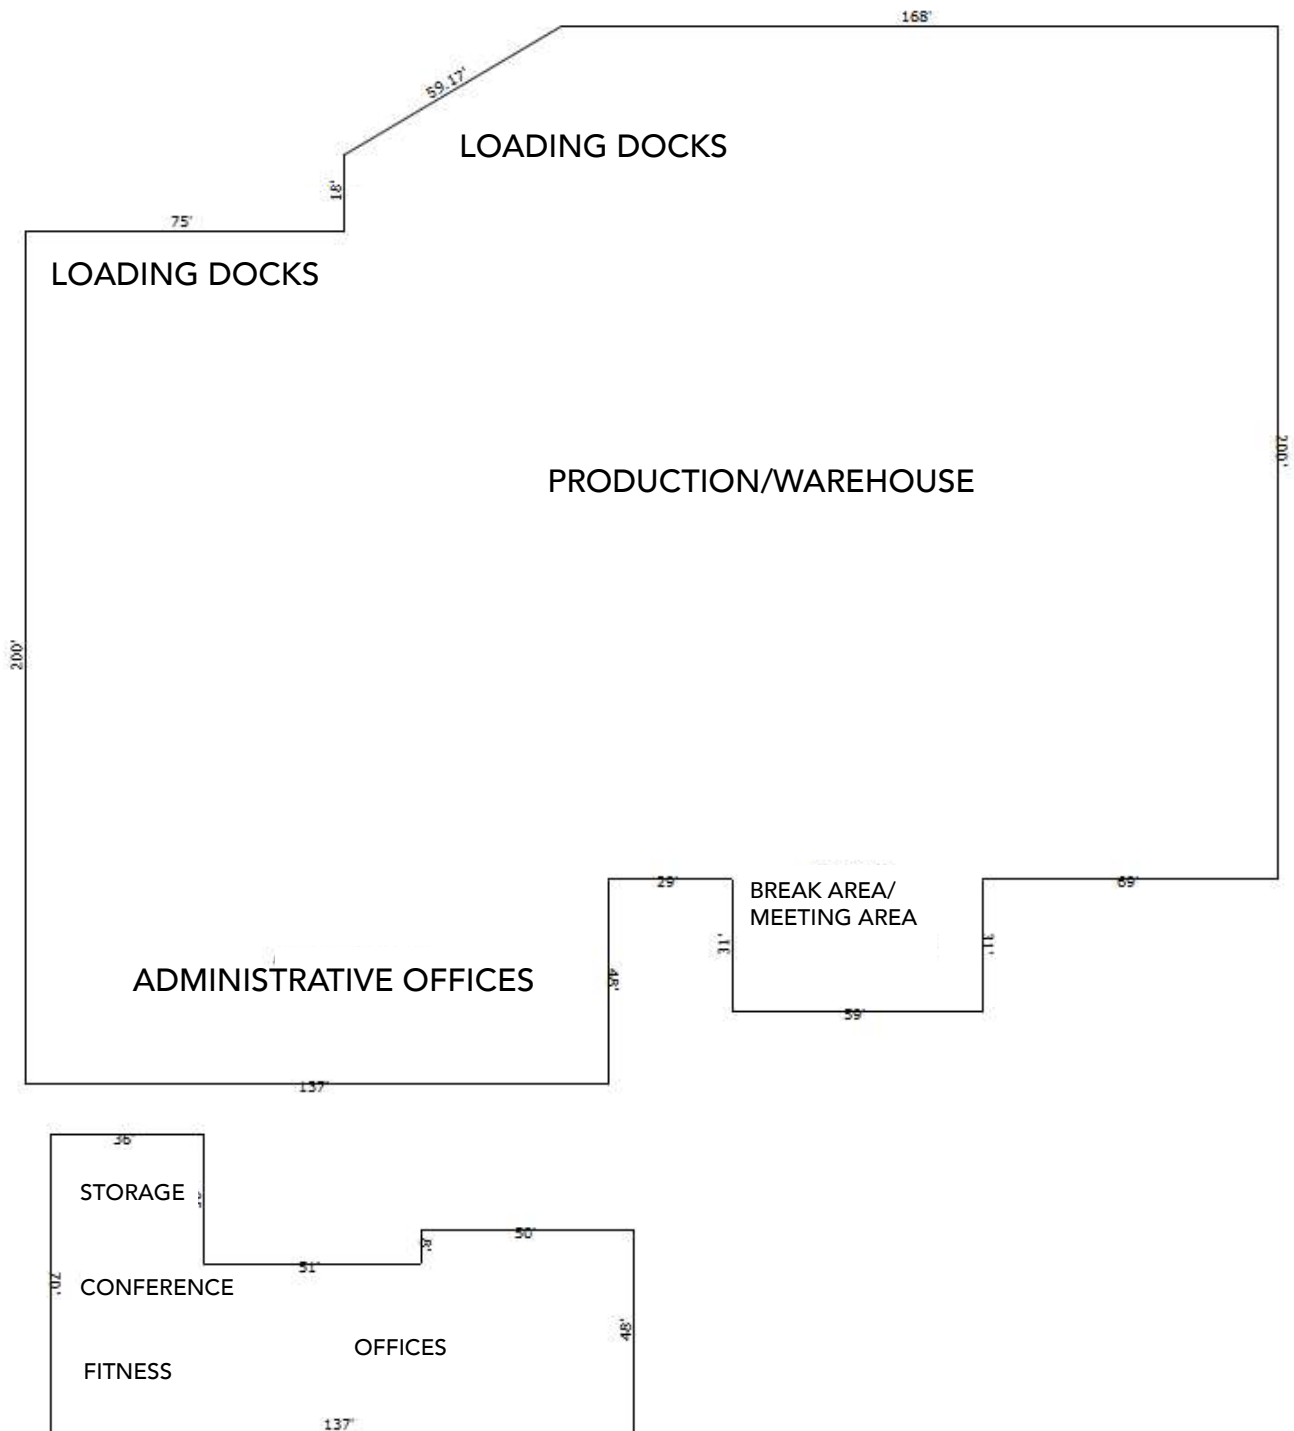 168'
59.17'
LOADING DOCKS
18'
75'
LOADING DOCKS
200'
PRODUCTION/WAREHOUSE
200'
29'
BREAK AREA/
MEETING AREA
69'
31'
31'
ADMINISTRATIVE OFFICES
48'
59'
137'
36'
STORAGE
50'
8'
51'
70'
CONFERENCE
48'
OFFICES
FITNESS
137'